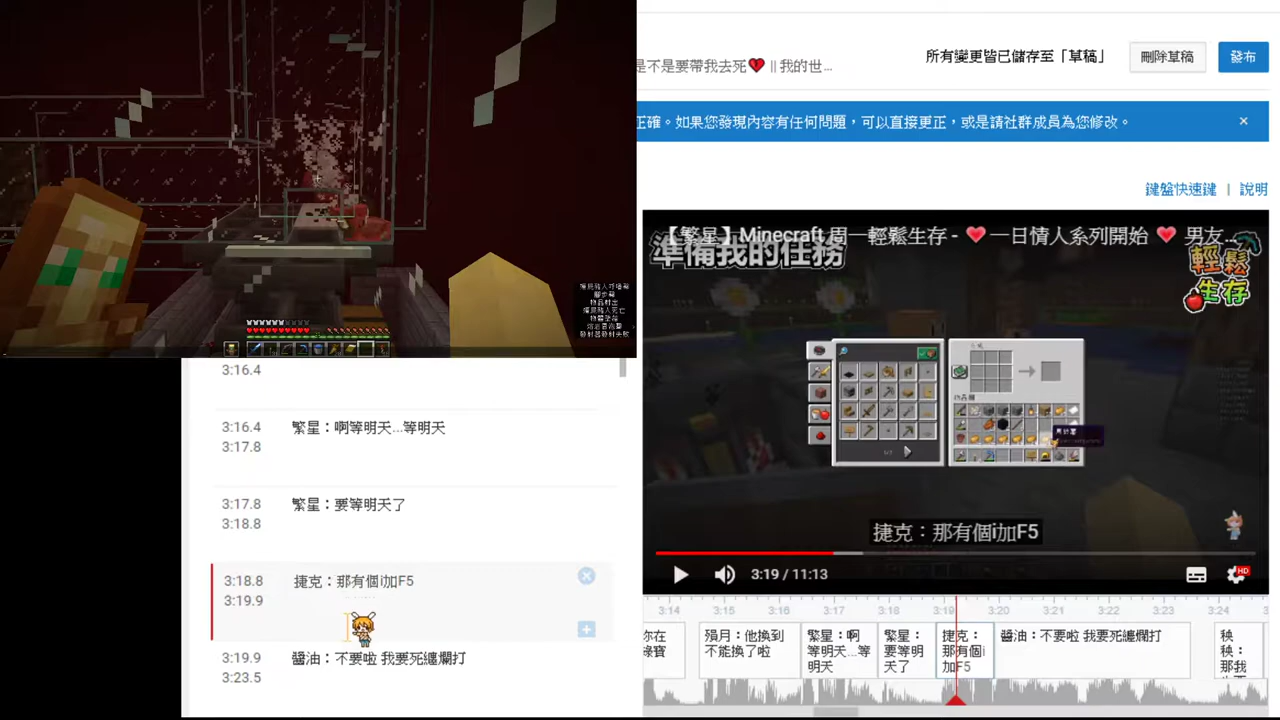 是不是要帶我去死❤ || 我的世...
所有變更皆已儲存至「草稿」
刪除草稿
發布
正確。如果您發現內容有任何問題，可以直接更正，或是請社群成員為您修改。
×
鍵盤快速鍵 | 說明
【繁星】Minecraft 周一輕鬆生存 - ❤ 一日情人系列開始 ❤ 男友...
準備我的任務
輕鬆
生存
捷克：那有個i加F5
3:19 / 11:13
HD
3:16.4
3:16.4
繁星：啊等明天...等明天
3:17.8
3:17.8
繁星：要等明天了
3:18.8
3:18.8
捷克：那有個i加F5
3:19.9
3:19.9
醬油：不要啦 我要死纏爛打
3:23.5
3:14
3:15
3:16
3:17
3:18
3:19
3:20
3:21
3:22
3:23
3:24
你在
殞月：他換到
不能換了啦
繁星：啊
等明天...等
明天
繁星：
要等明
天了
捷克：
那有個i
加F5
醬油：不要啦 我要死纏爛打
秧
秧：
那我